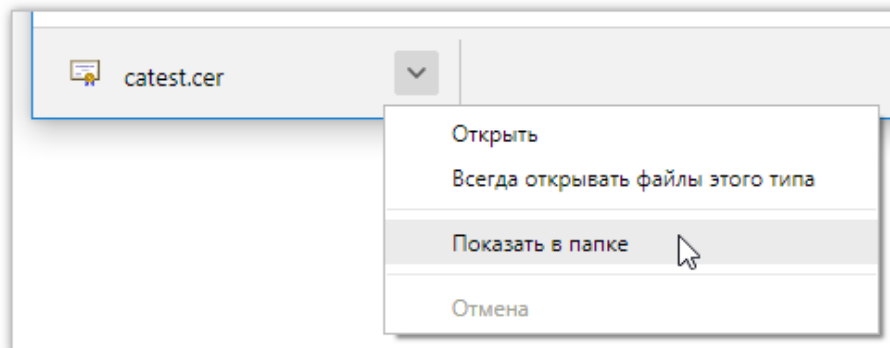 catest.cer
Открыть
Всегда открывать файлы этого типа
Показать в папке
Отмена